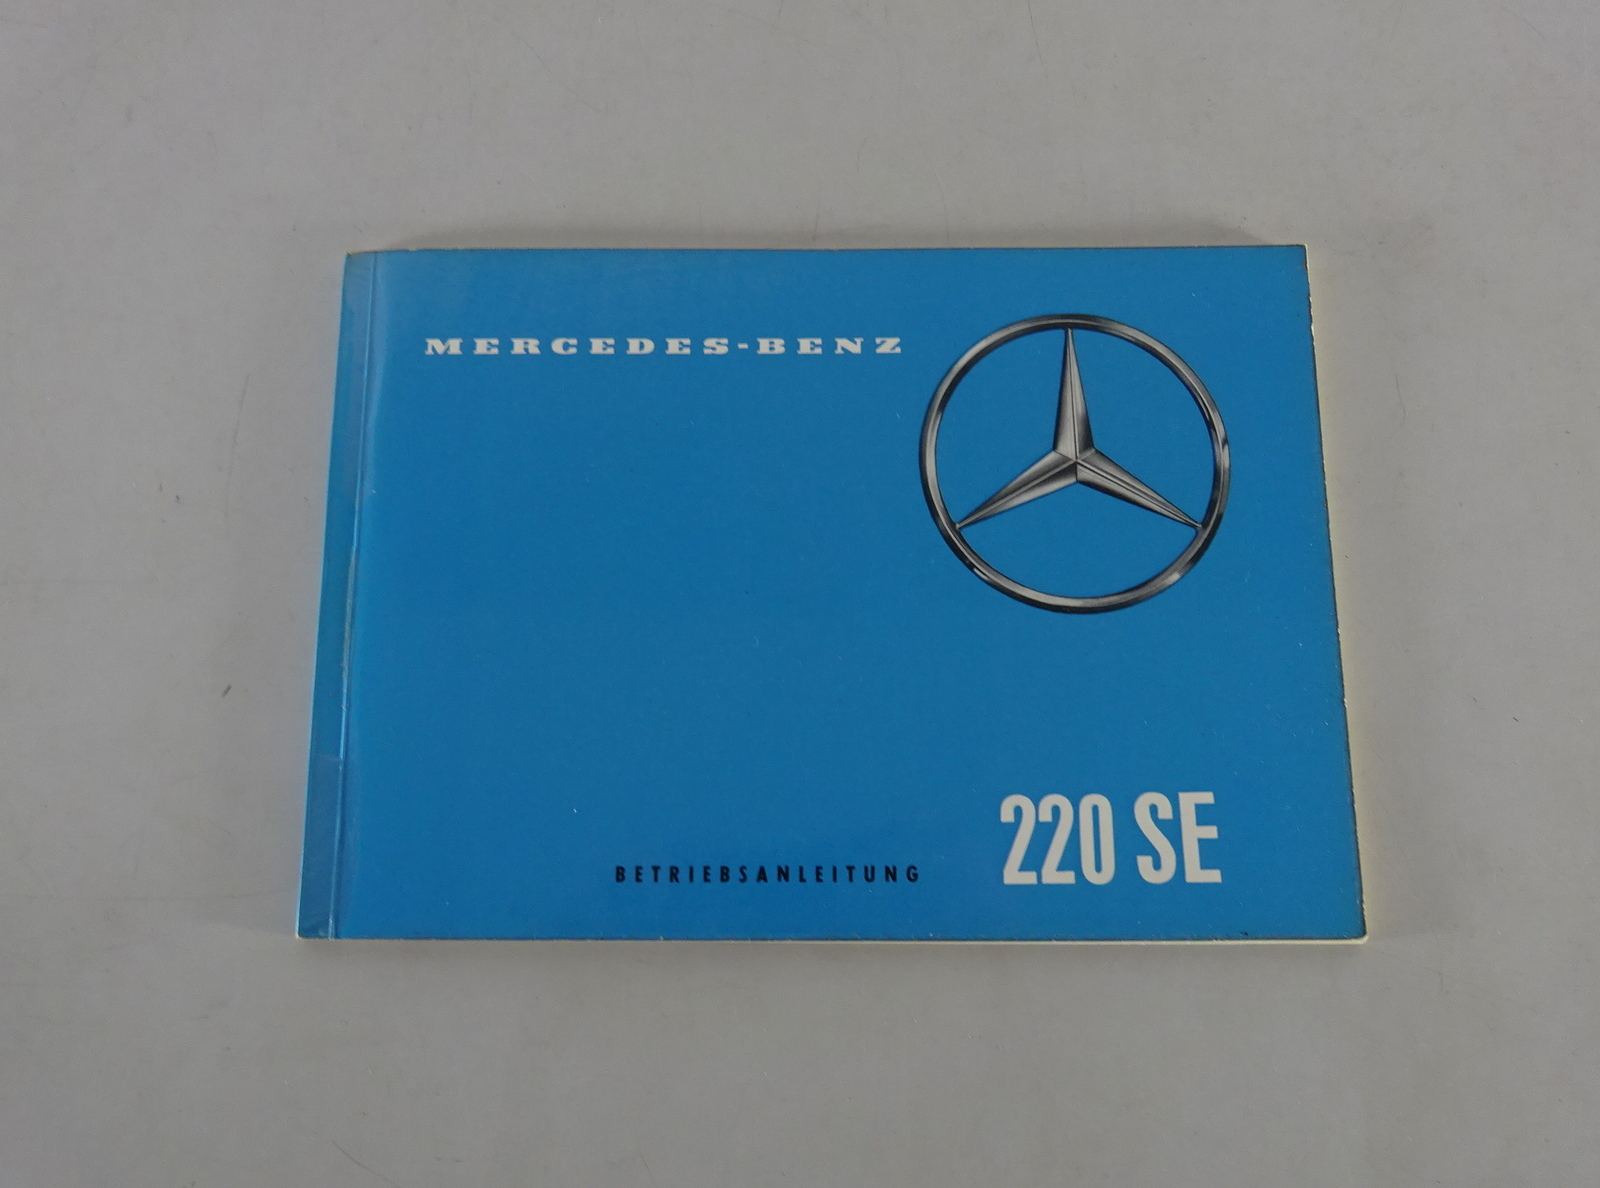 MERCEDES-BENZ
BETRIEBSANLEITUNG
220 SE